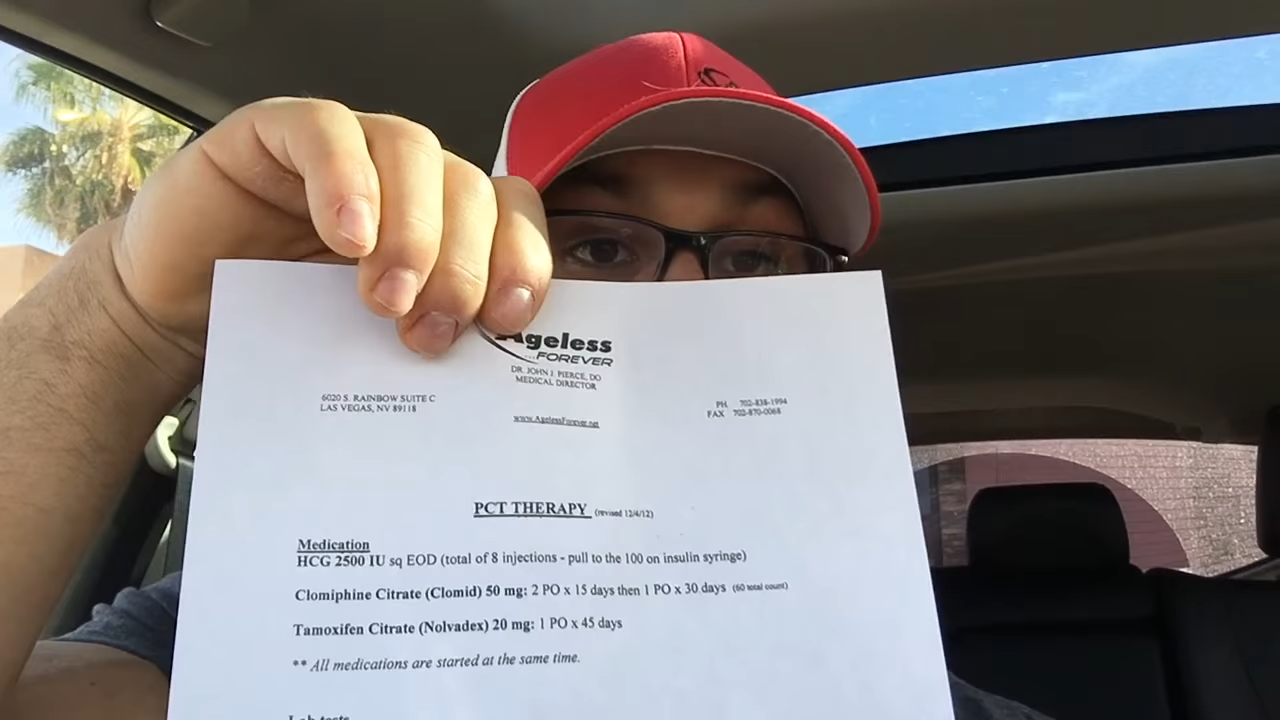 Ageless
...FOREVER
DR. JOHN J. PIERCE, DO
MEDICAL DIRECTOR
6020 S. RAINBOW SUITE C
LAS VEGAS, NV 89118
www.AgelessForever.net
PH. 702-838-1994
FAX 702-870-0068
PCT THERAPY (revised 12/4/12)
Medication
HCG 2500 IU sq EOD (total of 8 injections - pull to the 100 on insulin syringe)
Clomiphine Citrate (Clomid) 50 mg: 2 PO x 15 days then 1 PO x 30 days (60 total count)
Tamoxifen Citrate (Nolvadex) 20 mg: 1 PO x 45 days
** All medications are started at the same time.
Lab tests